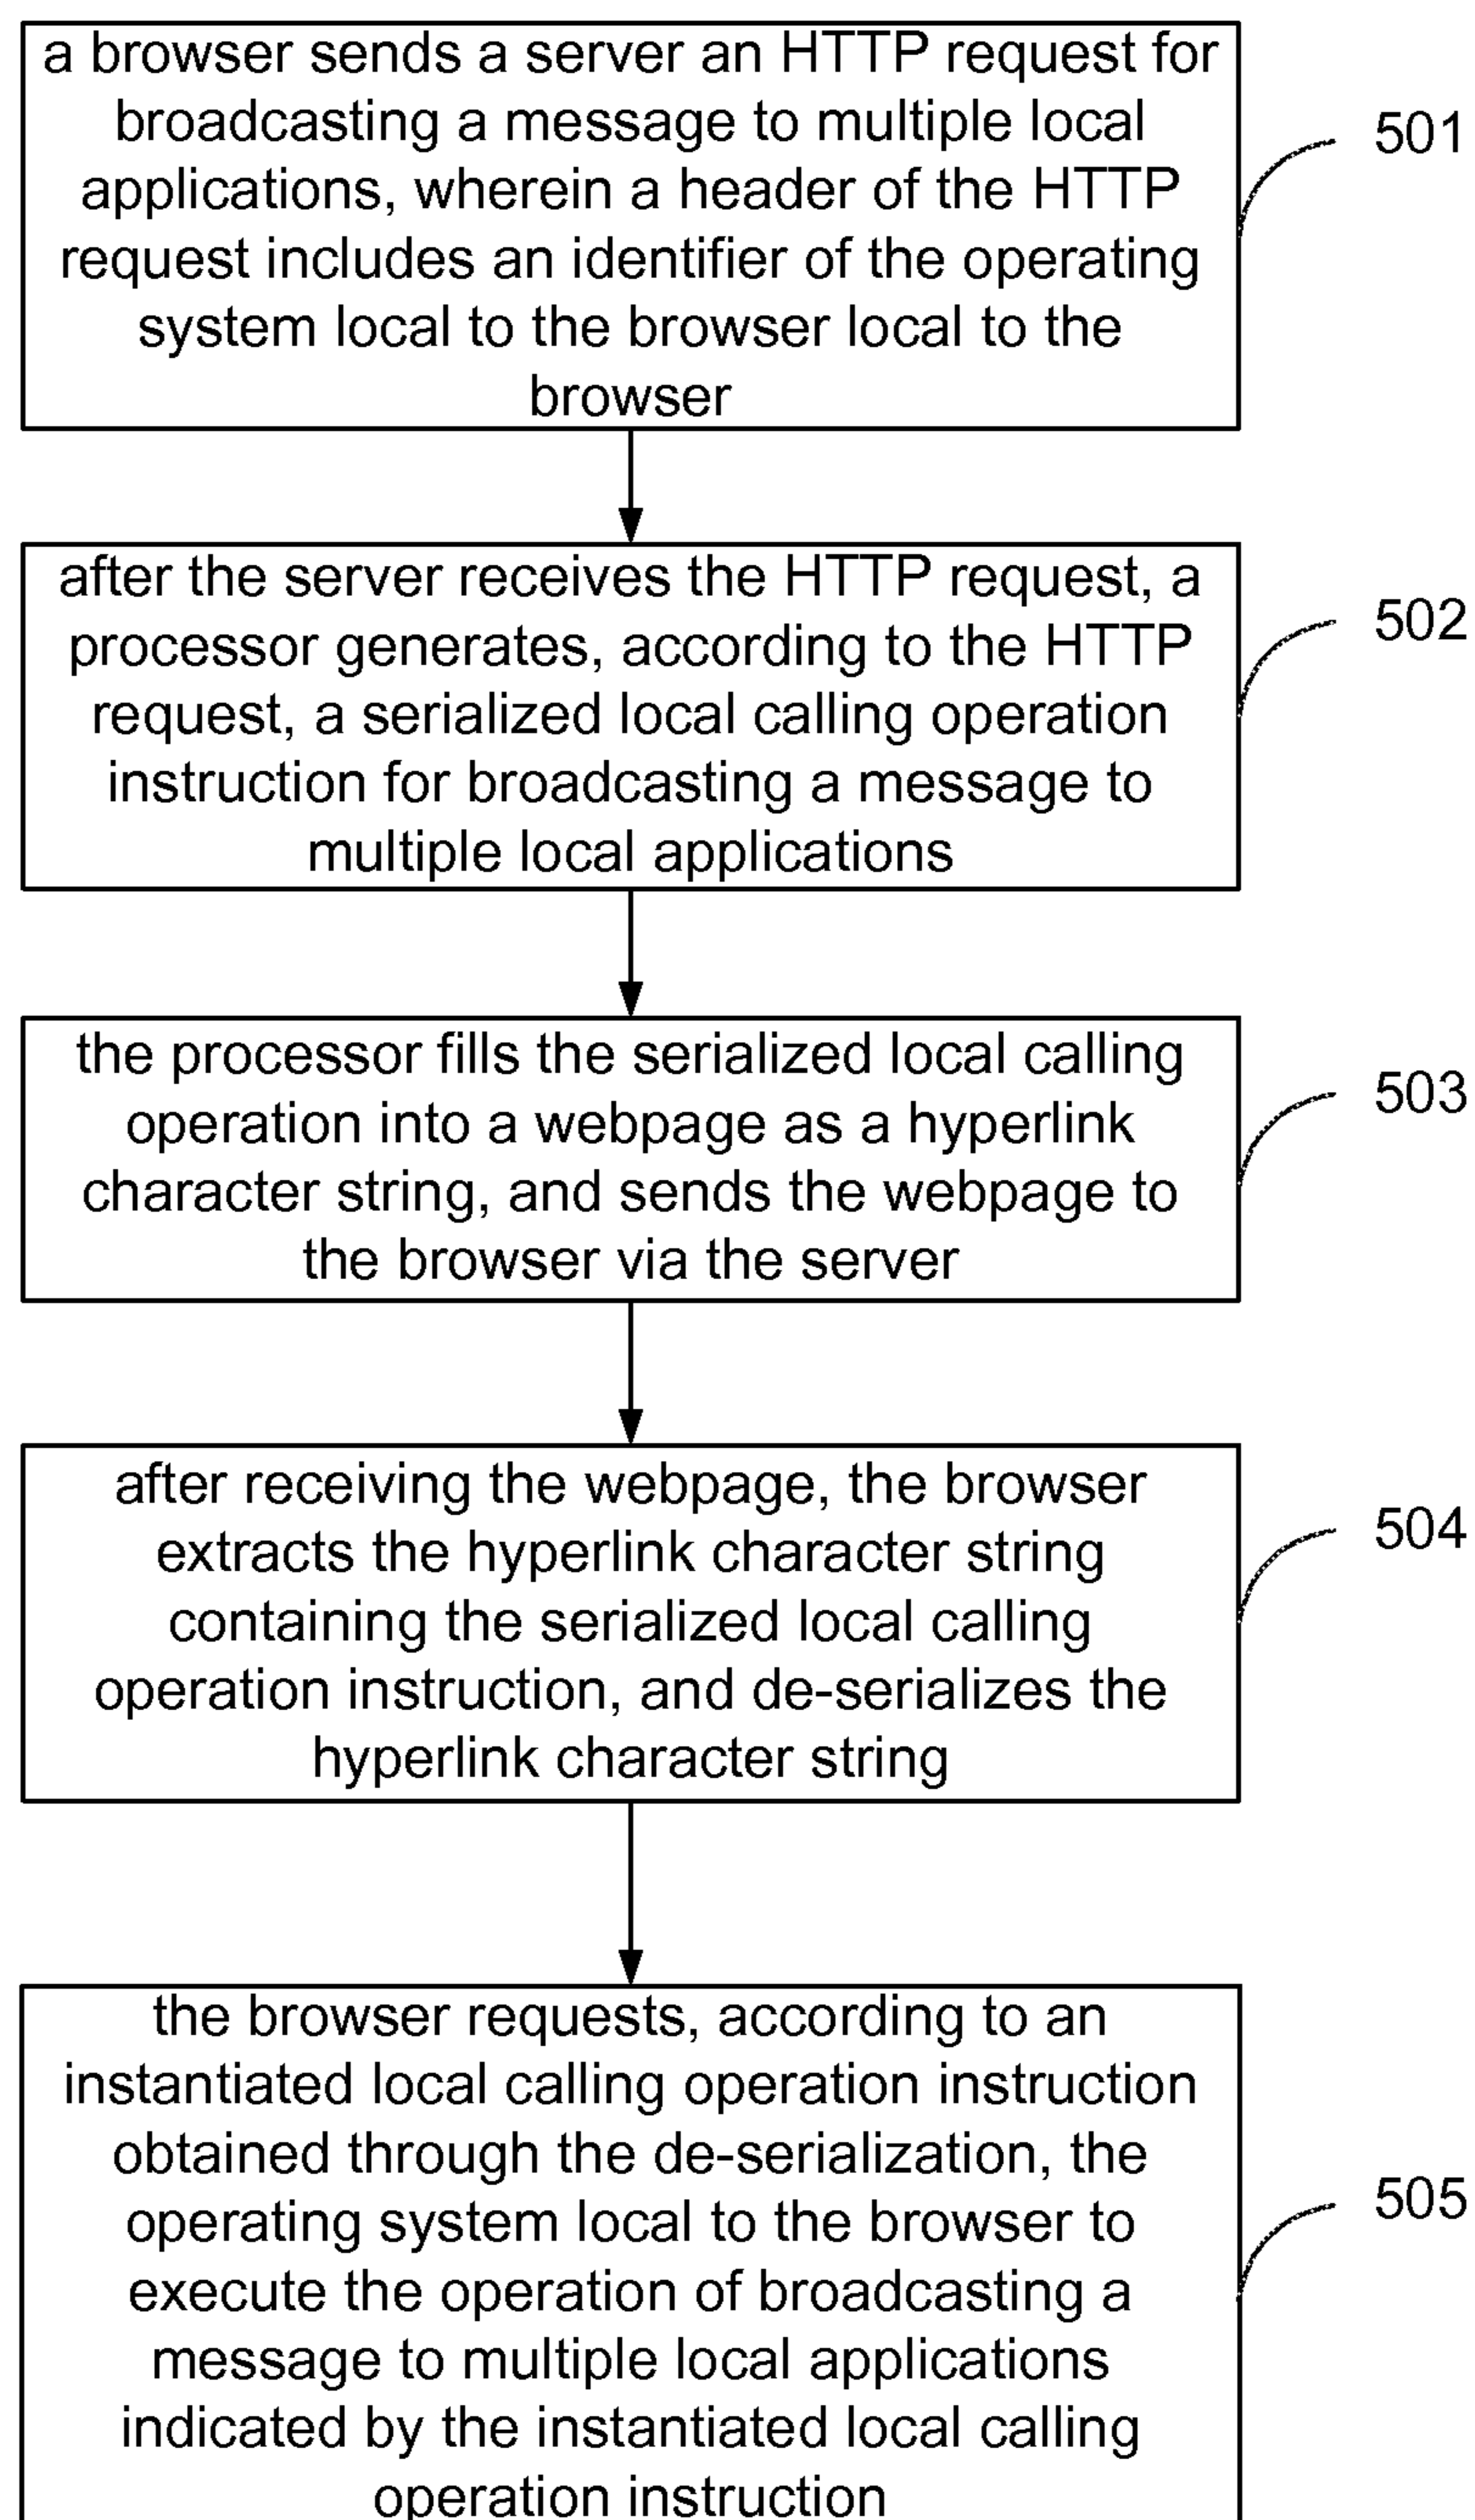 a browser sends a server an HTTP request for
broadcasting a message to multiple local
applications, wherein a header of the HTTP
request includes an identifier of the operating
system local to the browser local to the
browser
501
after the server receives the HTTP request, a
processor generates, according to the HTTP
request, a serialized local calling operation
instruction for broadcasting a message to
multiple local applications
502
the processor fills the serialized local calling
operation into a webpage as a hyperlink
character string, and sends the webpage to
the browser via the server
503
after receiving the webpage, the browser
extracts the hyperlink character string
containing the serialized local calling
operation instruction, and de-serializes the
hyperlink character string
504
the browser requests, according to an
instantiated local calling operation instruction
obtained through the de-serialization, the
operating system local to the browser to
execute the operation of broadcasting a
message to multiple local applications
indicated by the instantiated local calling
operation instruction
505